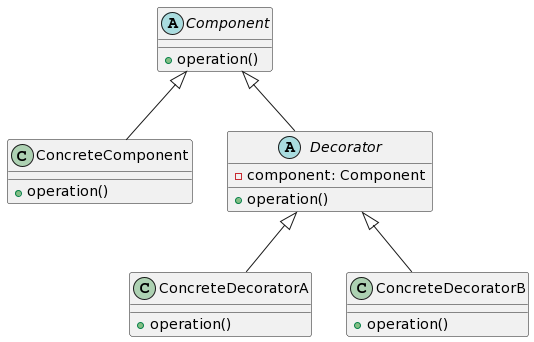 A Component
operation()
C ConcreteComponent
operation()
A Decorator
component: Component
operation()
C ConcreteDecoratorA
operation()
C ConcreteDecoratorB
operation()